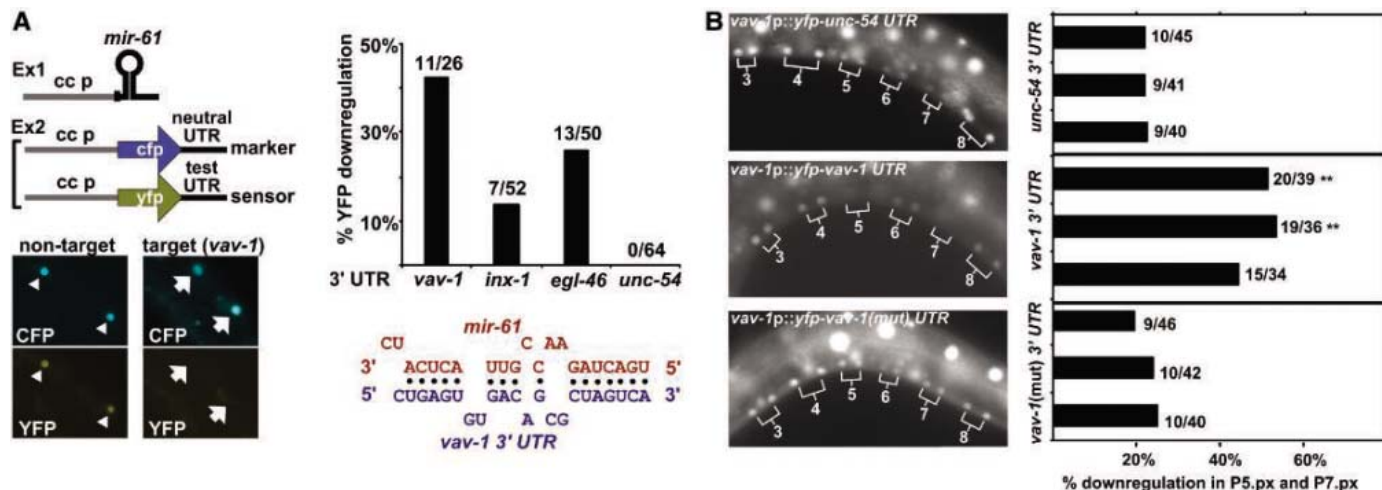 A
mir-61
Ex1
cc p
Ex2
cc p
neutral
UTR
cfp
marker
cc p
test
UTR
yfp
sensor
non-target
target (vav-1)
CFP
CFP
YFP
YFP
% YFP downregulation
50%
30%
10%
11/26
7/52
13/50
0/64
3' UTR
vav-1
inx-1
egl-46
unc-54
mir-61
CU C AA
3' ACUCA UUG C GAUCAGU 5'
5' CUGAGU GAC G CUAGUCA 3'
GU A CG
vav-1 3' UTR
B
vav-1p::yfp-unc-54 UTR
3
4
5
6
7
8
vav-1p::yfp-vav-1 UTR
3
4
5
6
7
8
vav-1p::yfp-vav-1(mut) UTR
3
4
5
6
7
8
unc-54 3' UTR
10/45
9/41
9/40
vav-1 3' UTR
20/39 **
19/36 **
15/34
vav-1(mut) 3' UTR
9/46
10/42
10/40
20%
40%
60%
% downregulation in P5.px and P7.px